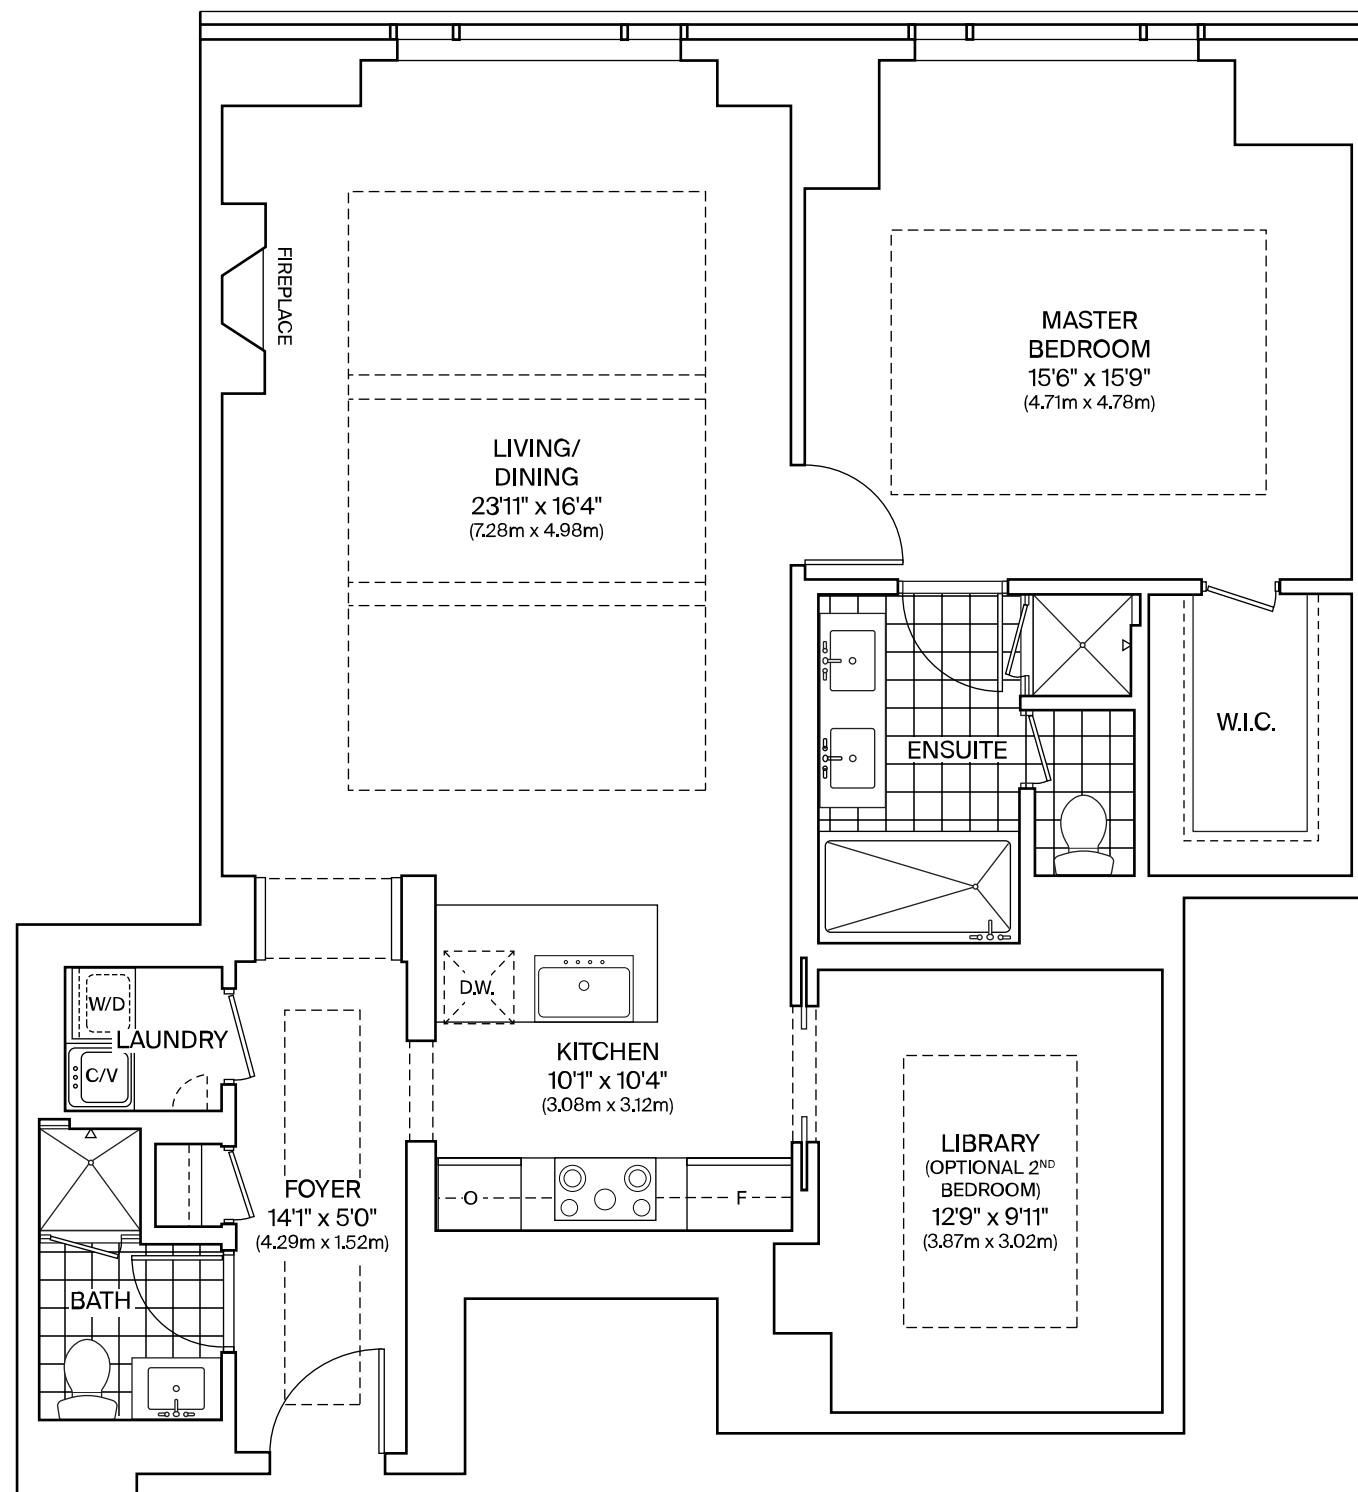 FIREPLACE
LIVING/
DINING
23'11" x 16'4"
(7.28m x 4.98m)
MASTER
BEDROOM
15'6" x 15'9"
(4.71m x 4.78m)
ENSUITE
W.I.C.
W/D
LAUNDRY
C/V
D.W.
KITCHEN
10'1" x 10'4"
(3.08m x 3.12m)
O
F
LIBRARY
(OPTIONAL 2ND
BEDROOM)
12'9" x 9'11"
(3.87m x 3.02m)
FOYER
14'1" x 5'0"
(4.29m x 1.52m)
BATH